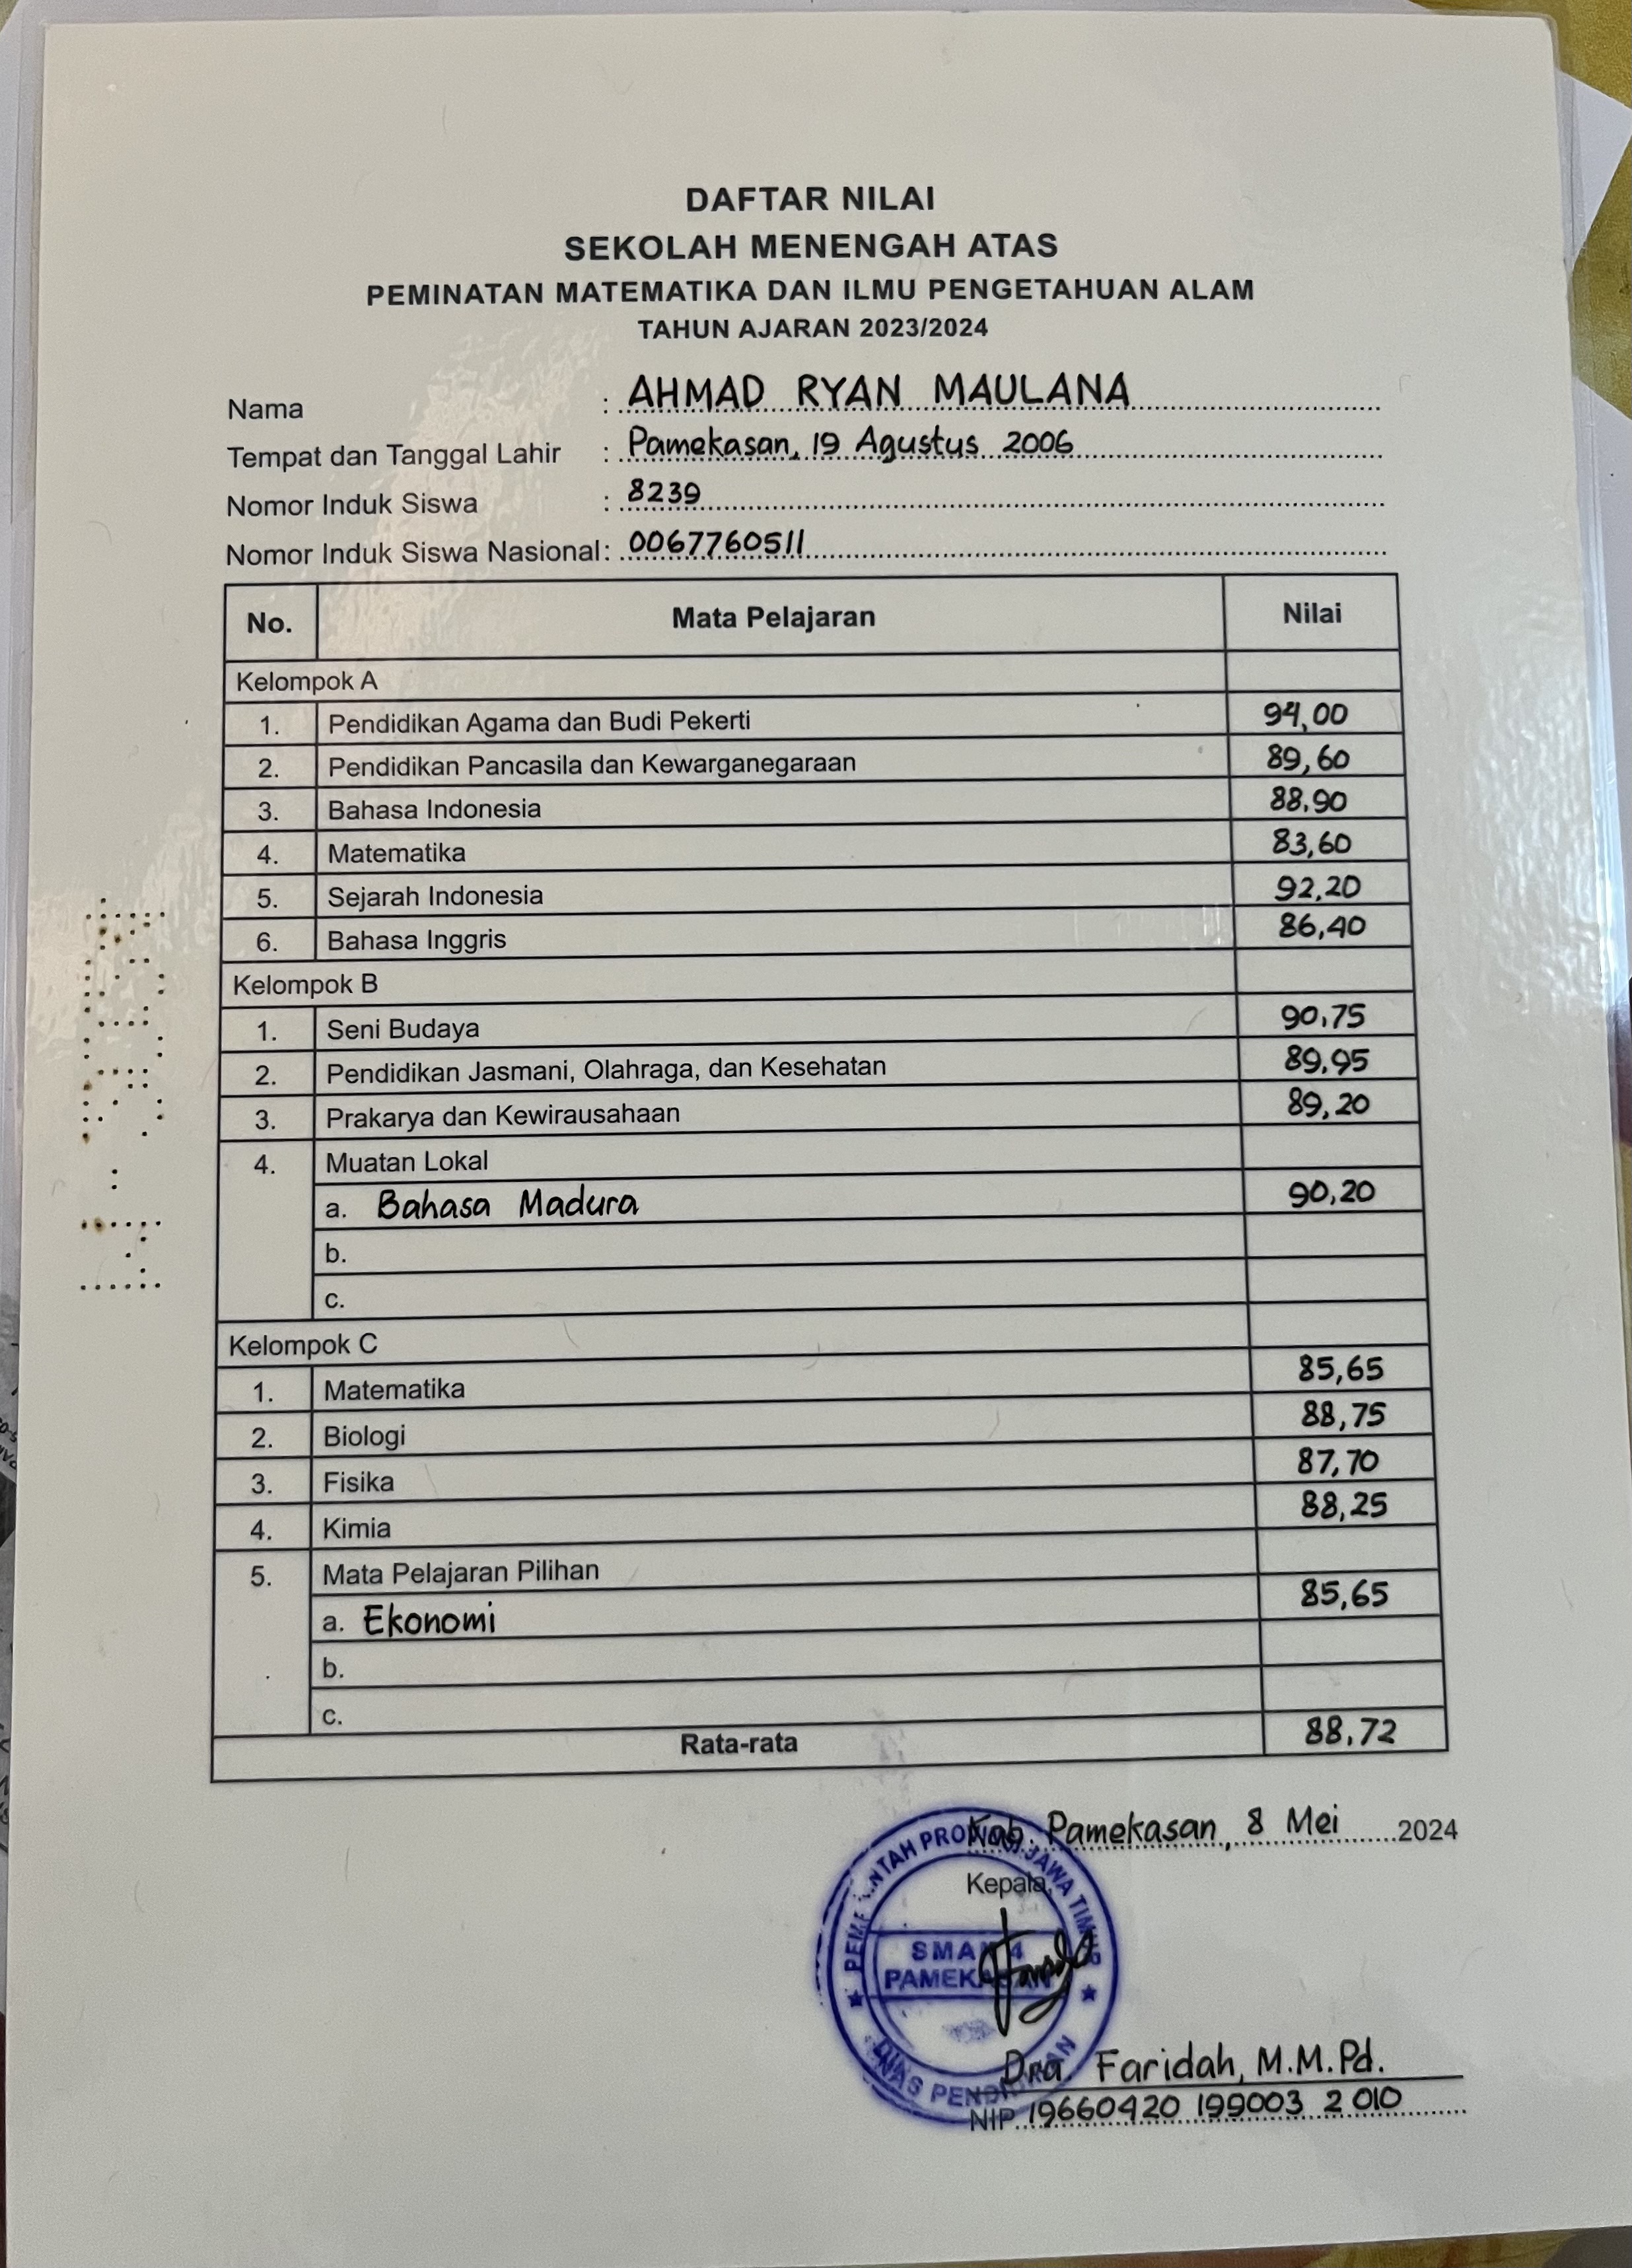 DAFTAR NILAI
SEKOLAH MENENGAH ATAS
PEMINATAN MATEMATIKA DAN ILMU PENGETAHUAN ALAM
TAHUN AJARAN 2023/2024
Nama : AHMAD RYAN MAULANA
Tempat dan Tanggal Lahir : Pamekasan, 19 Agustus 2006
Nomor Induk Siswa : 8239
Nomor Induk Siswa Nasional : 0067760511
No. Mata Pelajaran Nilai
Kelompok A
1. Pendidikan Agama dan Budi Pekerti 94,00
2. Pendidikan Pancasila dan Kewarganegaraan 89,60
3. Bahasa Indonesia 88,90
4. Matematika 83,60
5. Sejarah Indonesia 92,20
6. Bahasa Inggris 86,40
Kelompok B
1. Seni Budaya 90,75
2. Pendidikan Jasmani, Olahraga, dan Kesehatan 89,95
3. Prakarya dan Kewirausahaan 89,20
4. Muatan Lokal
a. Bahasa Madura 90,20
b.
c.
Kelompok C
1. Matematika 85,65
2. Biologi 88,75
3. Fisika 87,70
4. Kimia 88,25
5. Mata Pelajaran Pilihan
a. Ekonomi 85,65
b.
c.
Rata-rata 88,72
Kab. Pamekasan, 8 Mei 2024
Kepala,
PEMERINTAH PROVINSI JAWA TIMUR
SMAN 4
PAMEKASAN
DINAS PENDIDIKAN
Dra Faridah, M.M.Pd.
NIP 19660420 199003 2 010